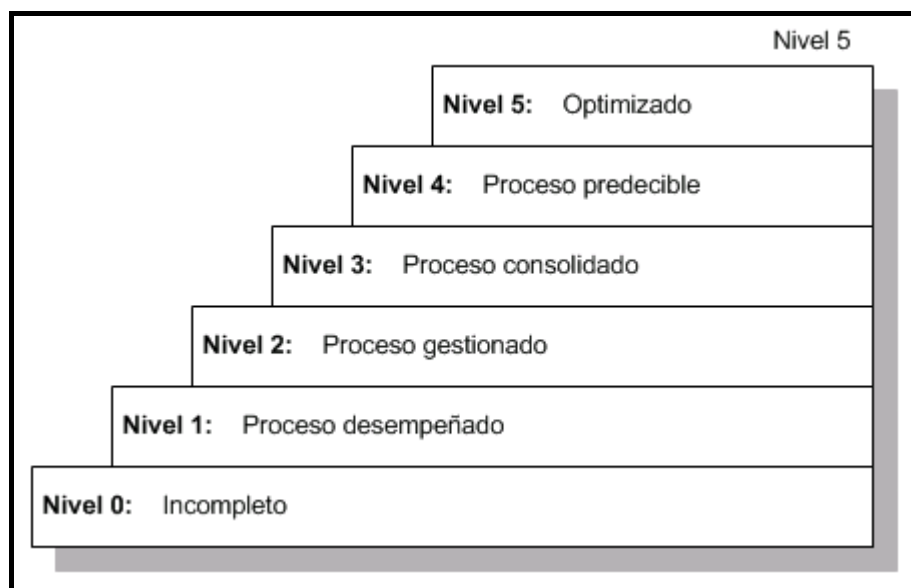 Nivel 5
Nivel 5: Optimizado
Nivel 4: Proceso predecible
Nivel 3: Proceso consolidado
Nivel 2: Proceso gestionado
Nivel 1: Proceso desempeñado
Nivel 0: Incompleto